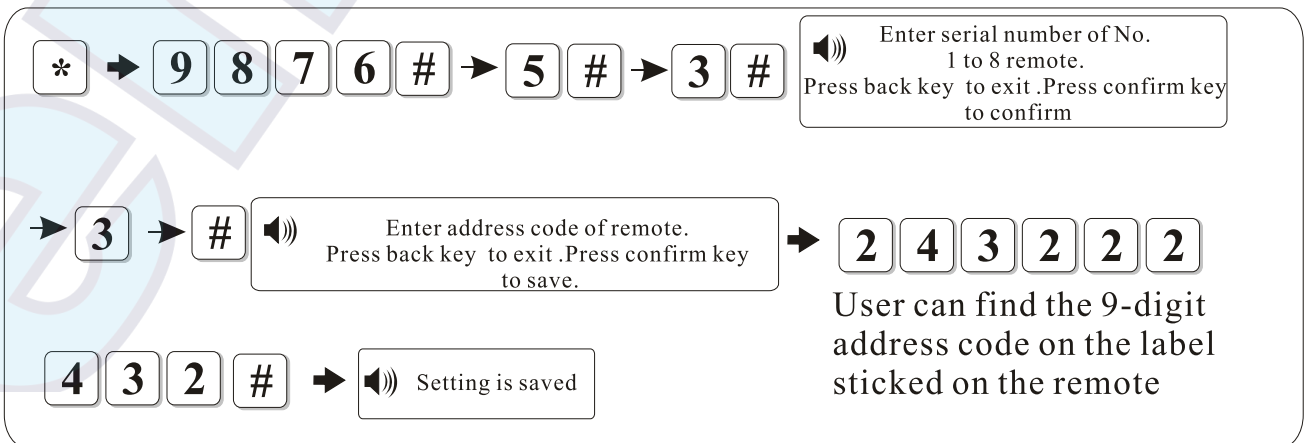 * 9 8 7 6 # 5 # 3 #
Enter serial number of No.
1 to 8 remote.
Press back key to exit .Press confirm key
to confirm
3 #
Enter address code of remote.
Press back key to exit .Press confirm key
to save.
2 4 3 2 2 2
User can find the 9-digit
address code on the label
sticked on the remote
4 3 2 #
Setting is saved